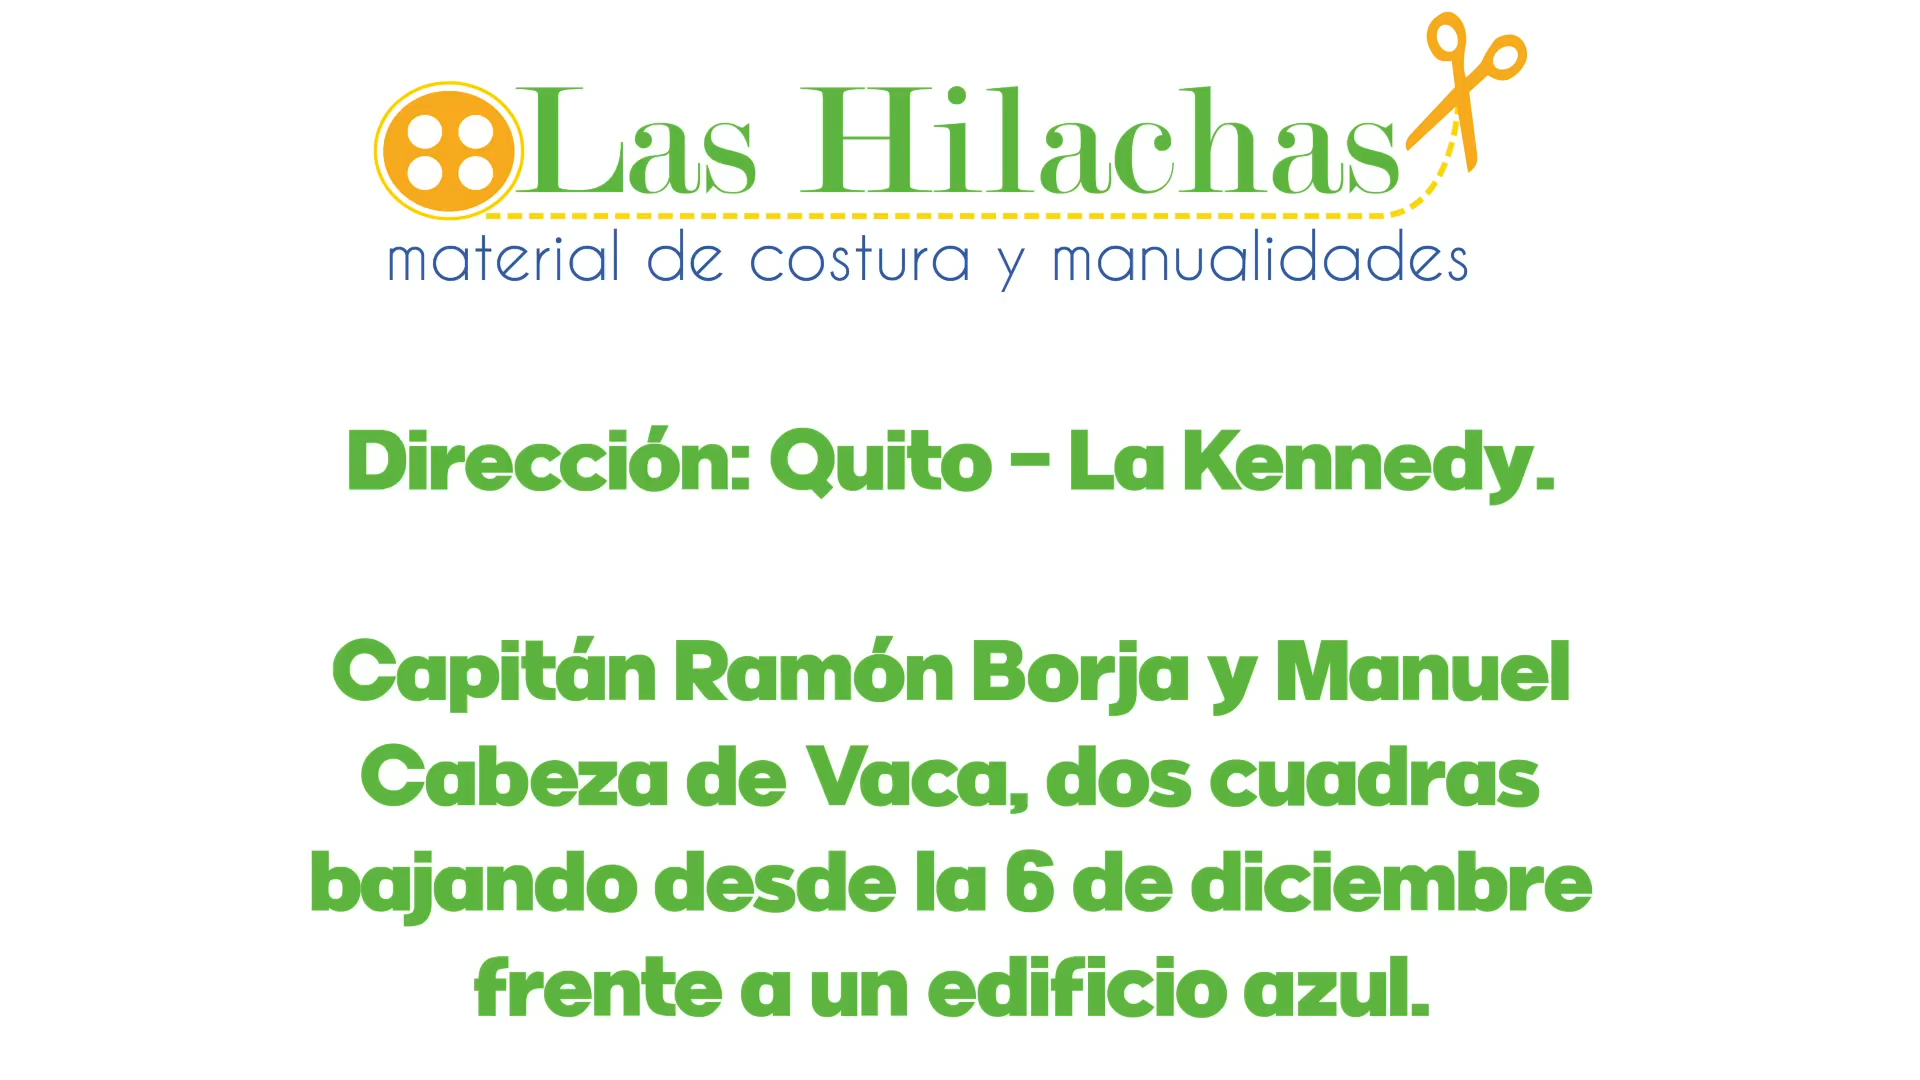 Las Hilachas
material de costura y manualidades
Dirección: Quito - La Kennedy.
Capitán Ramón Borja y Manuel
Cabeza de Vaca, dos cuadras
bajando desde la 6 de diciembre
frente a un edificio azul.